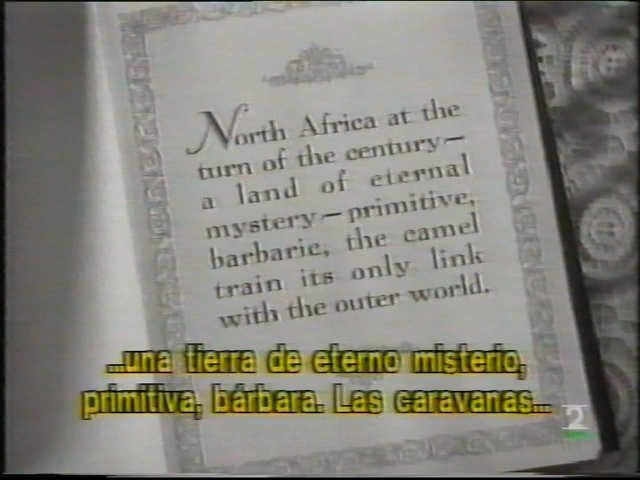 North Africa at the
turn of the century—
a land of eternal
mystery—primitive,
barbaric, the camel
train its only link
with the outer world.
...una tierra de eterno misterio,
primitiva, bárbara. Las caravanas...
2